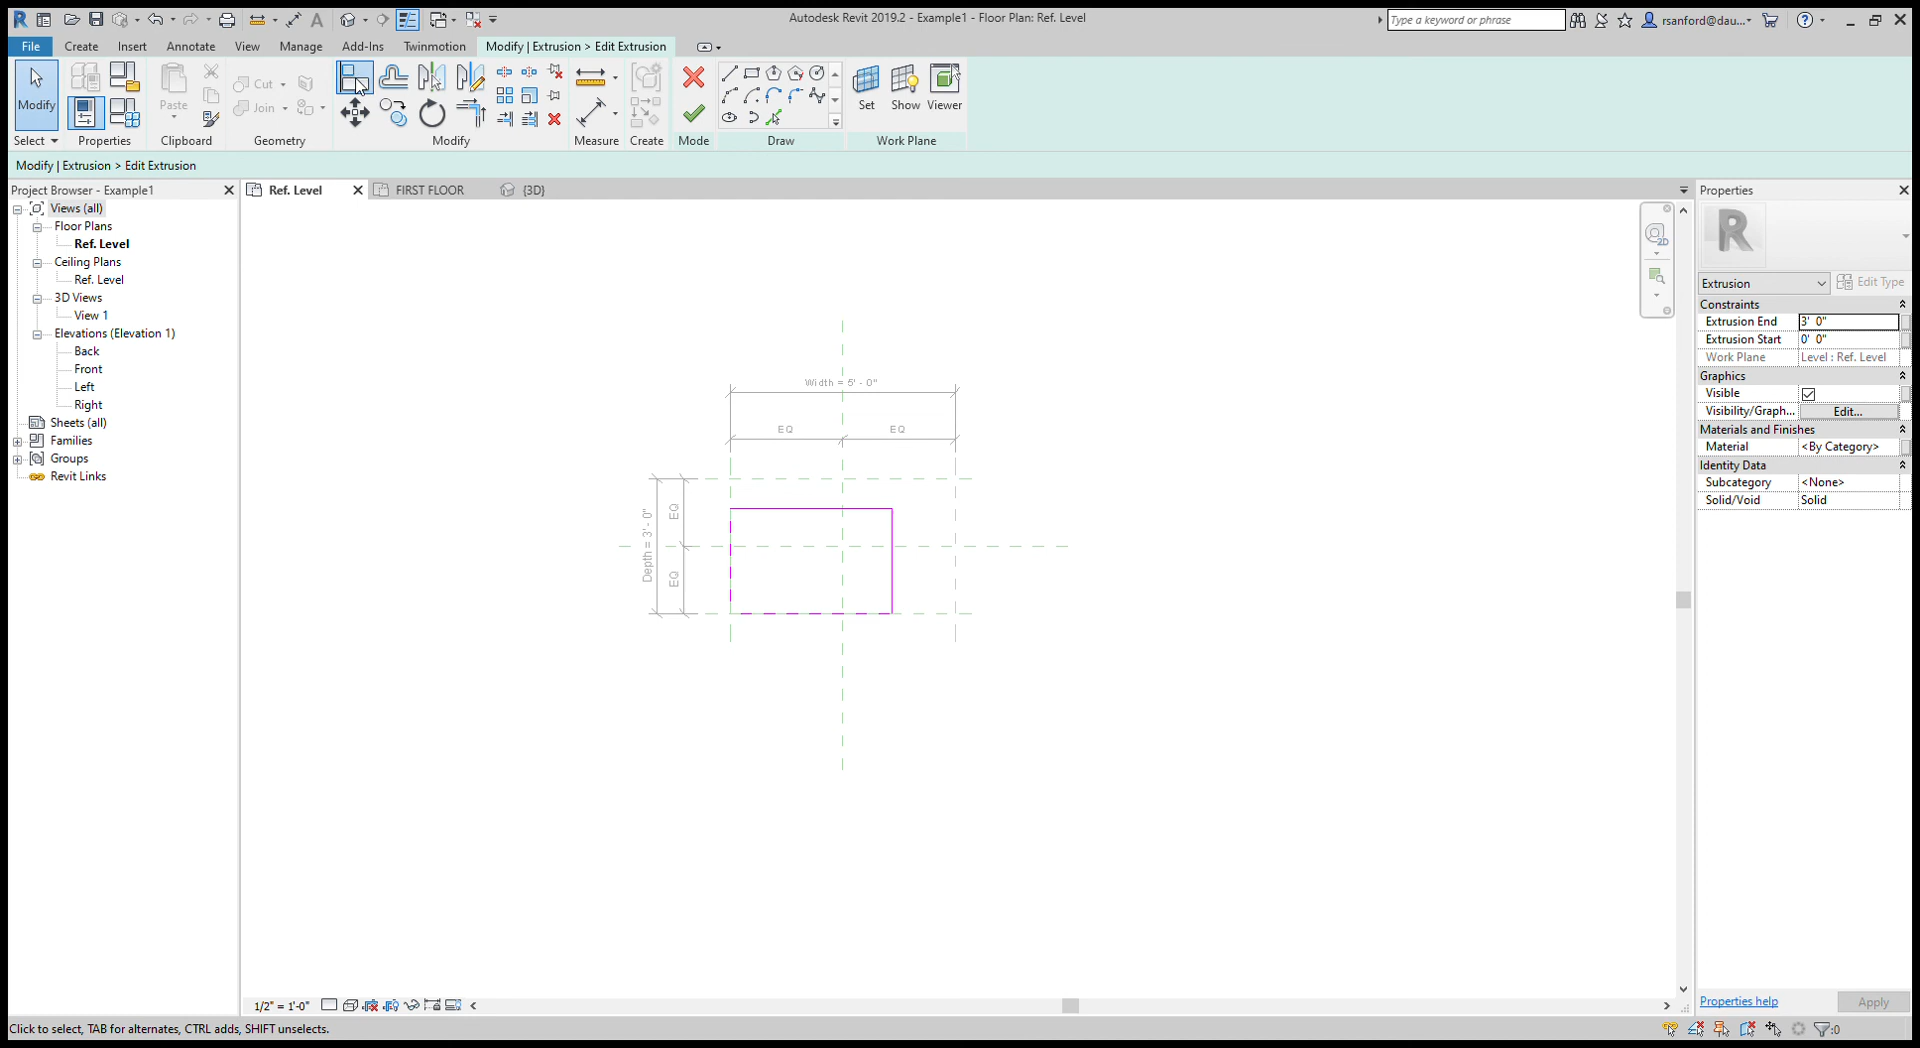 Autodesk Revit 2019.2 - Example1 - Floor Plan: Ref. Level
Type a keyword or phrase
rsanford@dau...
File
Create
Insert
Annotate
View
Manage
Add-Ins
Twinmotion
Modify | Extrusion > Edit Extrusion
Modify
Paste
Cut
Join
Set
Show
Viewer
Select
Properties
Clipboard
Geometry
Modify
Measure
Create
Mode
Draw
Work Plane
Modify | Extrusion > Edit Extrusion
Project Browser - Example1
Views (all)
Floor Plans
Ref. Level
Ceiling Plans
Ref. Level
3D Views
View 1
Elevations (Elevation 1)
Back
Front
Left
Right
Sheets (all)
Families
Groups
Revit Links
Ref. Level
FIRST FLOOR
{3D}
Width = 5' - 0"
EQ
EQ
Depth = 3' - 0"
EQ
EQ
2D
Properties
R
Extrusion
Edit Type
Constraints
Extrusion End
3' 0"
Extrusion Start
0' 0"
Work Plane
Level : Ref. Level
Graphics
Visible
Visibility/Graph...
Edit...
Materials and Finishes
Material
<By Category>
Identity Data
Subcategory
<None>
Solid/Void
Solid
Properties help
Apply
1/2" = 1'-0"
Click to select, TAB for alternates, CTRL adds, SHIFT unselects.
:0